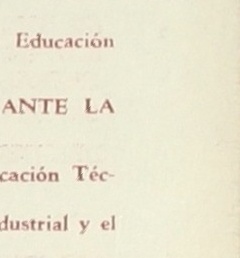 Educación
ANTE LA
cación Téc-
dustrial y el